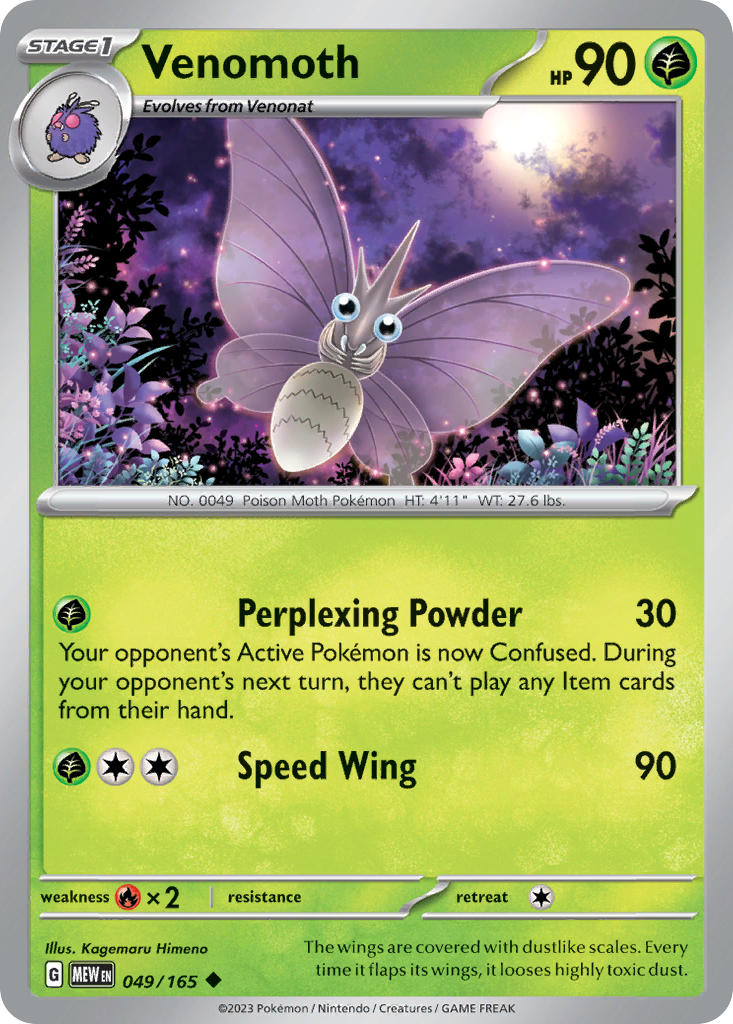 STAGE1
Venomoth
HP 90
Evolves from Venonat
NO. 0049 Poison Moth Pokémon HT: 4'11" WT: 27.6 lbs.
Perplexing Powder 30
Your opponent's Active Pokémon is now Confused. During
your opponent's next turn, they can't play any Item cards
from their hand.
Speed Wing 90
weakness ×2 resistance retreat
Illus. Kagemaru Himeno
G MEW EN 049/165
The wings are covered with dustlike scales. Every
time it flaps its wings, it looses highly toxic dust.
©2023 Pokémon / Nintendo / Creatures / GAME FREAK